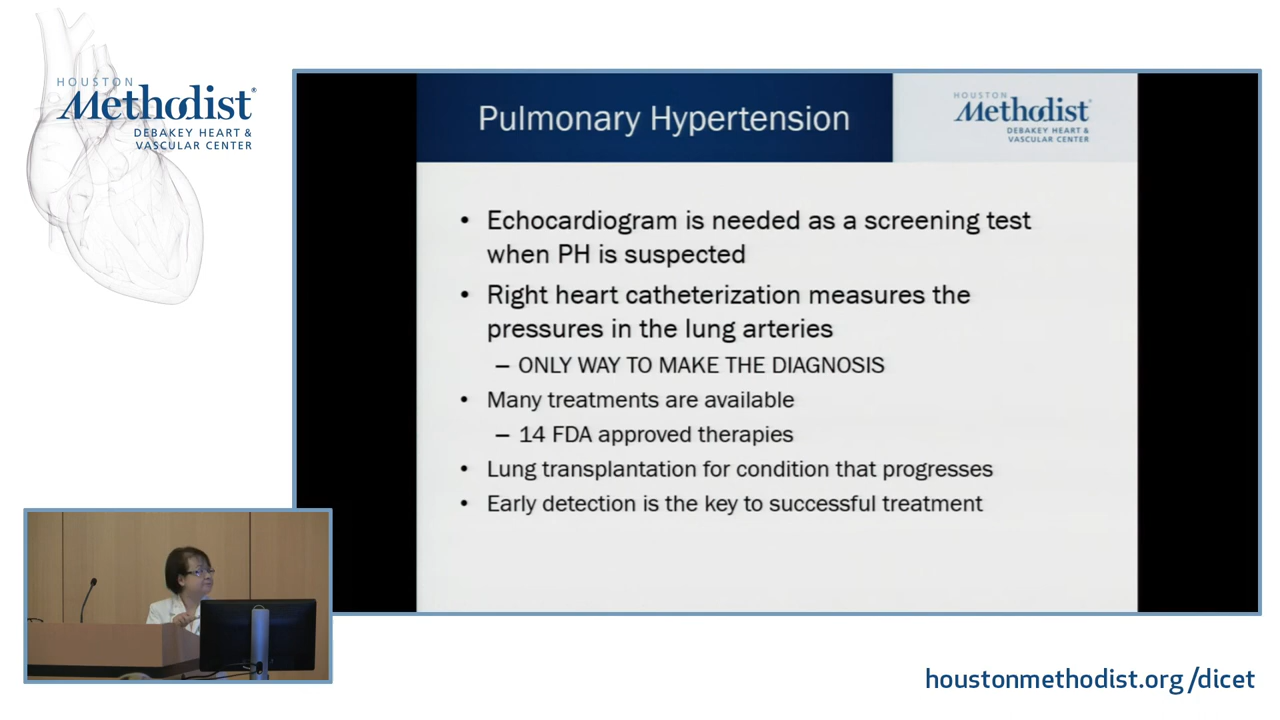 HOUSTON
Methodist®
DEBAKEY HEART &
VASCULAR CENTER
Pulmonary Hypertension
HOUSTON
Methodist
DEBAKEY HEART &
VASCULAR CENTER
• Echocardiogram is needed as a screening test
when PH is suspected
• Right heart catheterization measures the
pressures in the lung arteries
– ONLY WAY TO MAKE THE DIAGNOSIS
• Many treatments are available
– 14 FDA approved therapies
• Lung transplantation for condition that progresses
• Early detection is the key to successful treatment
houstonmethodist.org/dicet